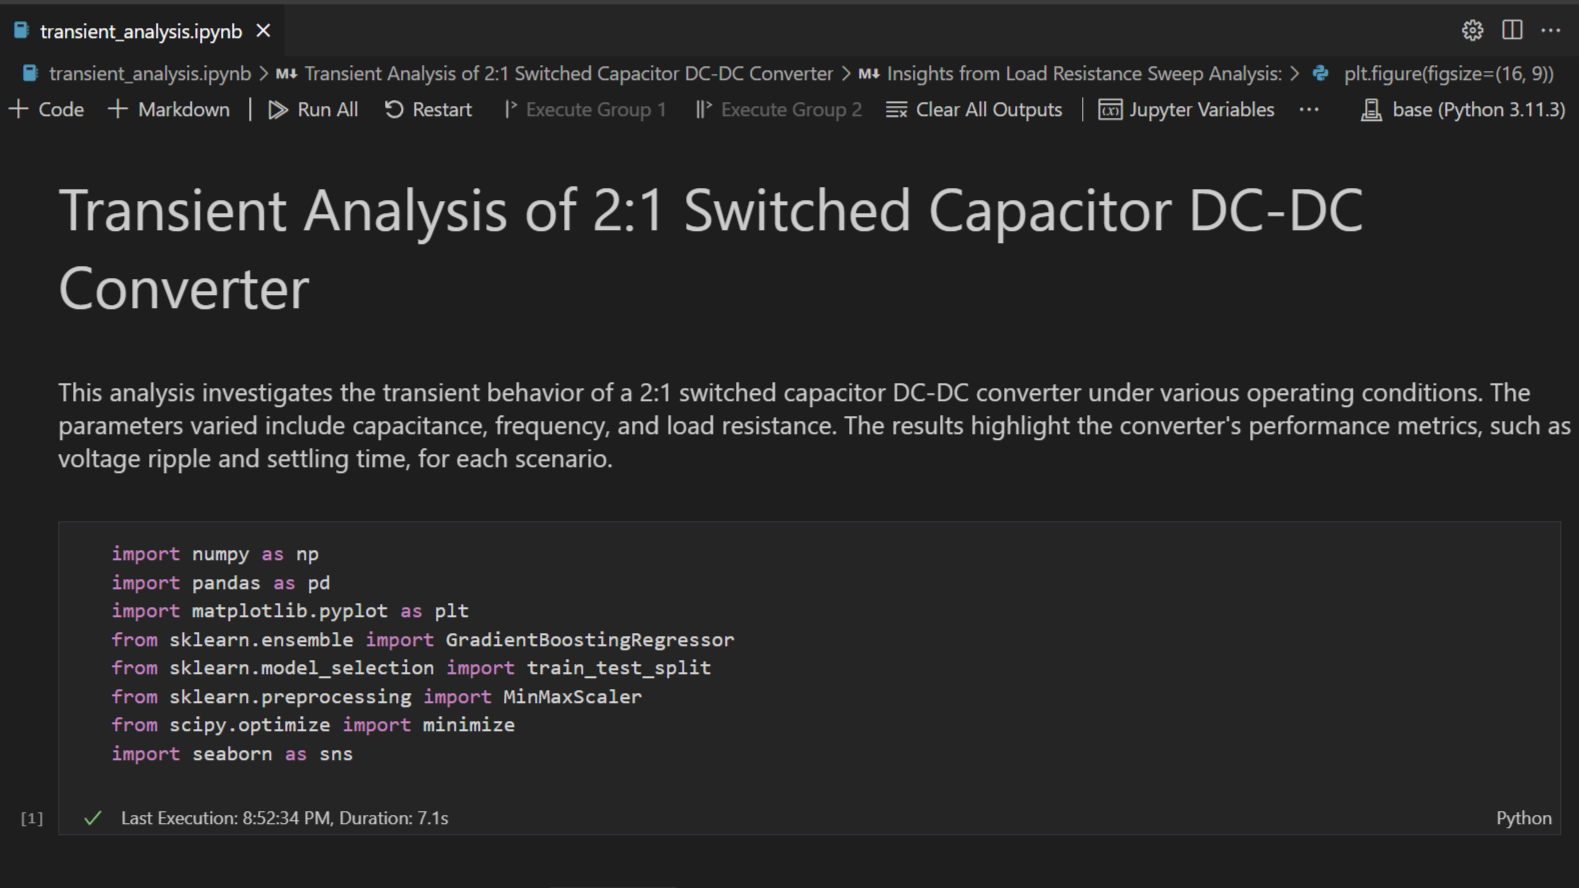 transient_analysis.ipynb
transient_analysis.ipynb > M↓ Transient Analysis of 2:1 Switched Capacitor DC-DC Converter > M↓ Insights from Load Resistance Sweep Analysis: > plt.figure(figsize=(16, 9))
+ Code + Markdown | Run All Restart Execute Group 1 Execute Group 2 Clear All Outputs | (x) Jupyter Variables ··· base (Python 3.11.3)
Transient Analysis of 2:1 Switched Capacitor DC-DC
Converter
This analysis investigates the transient behavior of a 2:1 switched capacitor DC-DC converter under various operating conditions. The
parameters varied include capacitance, frequency, and load resistance. The results highlight the converter's performance metrics, such as
voltage ripple and settling time, for each scenario.
import numpy as np
import pandas as pd
import matplotlib.pyplot as plt
from sklearn.ensemble import GradientBoostingRegressor
from sklearn.model_selection import train_test_split
from sklearn.preprocessing import MinMaxScaler
from scipy.optimize import minimize
import seaborn as sns
[1] Last Execution: 8:52:34 PM, Duration: 7.1s Python